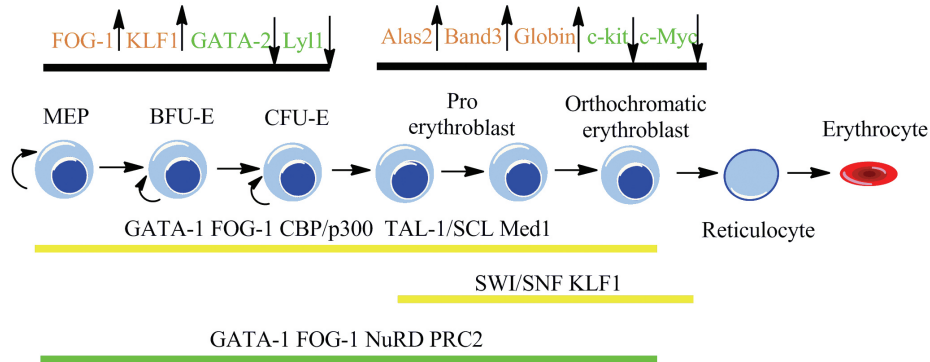 FOG-1 KLF1 GATA-2 Lyl1 Alas2 Band3 Globin c-kit c-Myc
MEP
BFU-E
CFU-E
Pro
erythroblast
Orthochromatic
erythroblast
Erythrocyte
Reticulocyte
GATA-1 FOG-1 CBP/p300 TAL-1/SCL Med1
SWI/SNF KLF1
GATA-1 FOG-1 NuRD PRC2